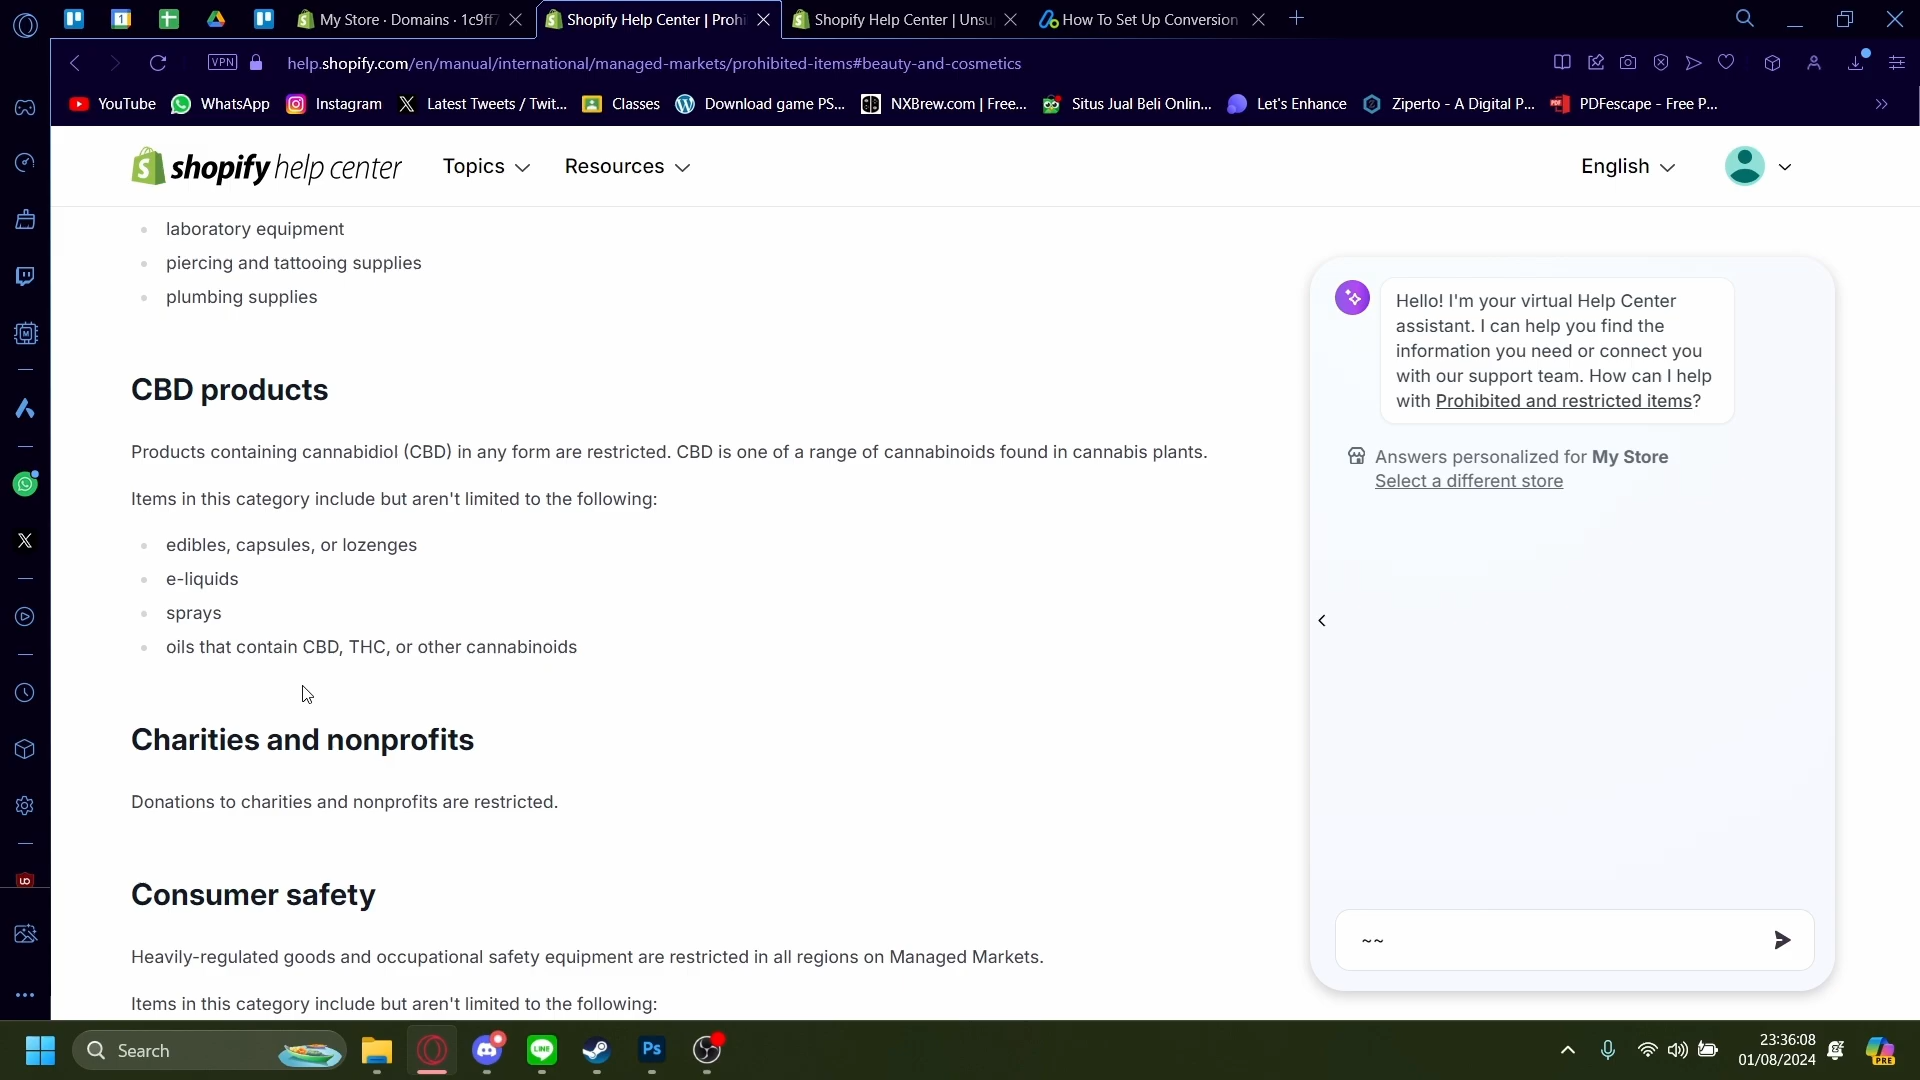 My Store · Domains · 1c9ff7
Shopify Help Center | Prohi
Shopify Help Center | Unsu
How To Set Up Conversion
VPN
help.shopify.com/en/manual/international/managed-markets/prohibited-items#beauty-and-cosmetics
YouTube
WhatsApp
Instagram
Latest Tweets / Twit...
Classes
Download game PS...
NXBrew.com | Free...
Situs Jual Beli Onlin...
Let's Enhance
Ziperto - A Digital P...
PDFescape - Free P...
shopify help center
Topics
Resources
English
laboratory equipment
piercing and tattooing supplies
plumbing supplies
CBD products
Products containing cannabidiol (CBD) in any form are restricted. CBD is one of a range of cannabinoids found in cannabis plants.
Items in this category include but aren't limited to the following:
edibles, capsules, or lozenges
e-liquids
sprays
oils that contain CBD, THC, or other cannabinoids
Charities and nonprofits
Donations to charities and nonprofits are restricted.
Consumer safety
Heavily-regulated goods and occupational safety equipment are restricted in all regions on Managed Markets.
Items in this category include but aren't limited to the following:
Hello! I'm your virtual Help Center
assistant. I can help you find the
information you need or connect you
with our support team. How can I help
with Prohibited and restricted items?
Answers personalized for My Store
Select a different store
~~
Search
LINE
Ps
23:36:08
01/08/2024
PRE